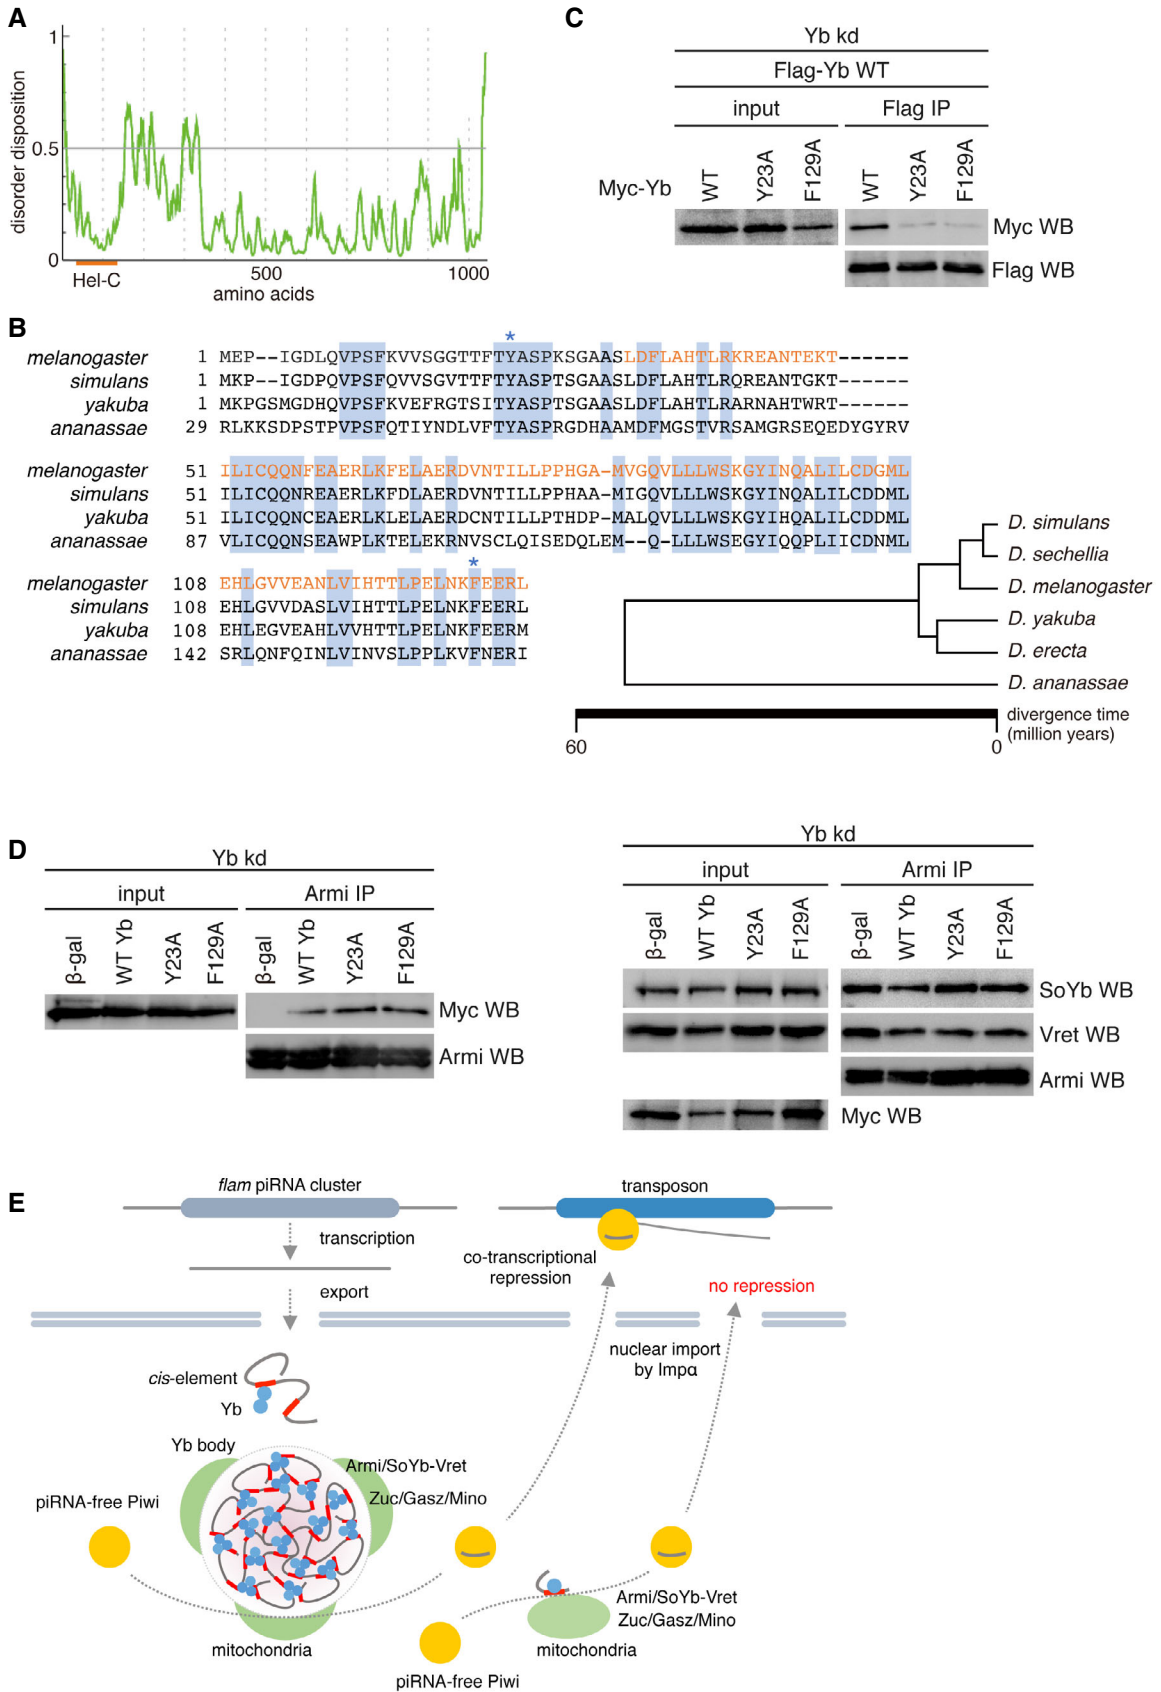 A
1
0.5
0
disorder disposition
Hel-C
500
1000
amino acids
C
Yb kd
Flag-Yb WT
input
Flag IP
Myc-Yb
WT
Y23A
F129A
WT
Y23A
F129A
Myc WB
Flag WB
B
*
melanogaster 1 MEP--IGDLQVPSFKVVSGGTTFTYASPKSGAASLDFLAHTLRKREANTEKT------
simulans 1 MKP--IGDPQVPSFQVVSGVTTFTYASPTSGAASLDFLAHTLRQREANTGKT------
yakuba 1 MKPGSMGDHQVPSFKVEFRGTSITYASPTSGAASLDFLAHTLRARNAHTWRT------
ananassae 29 RLKKSDPSTPVPSFQTIYNDLVFTYASPRGDHAAMDFMGSTVRSAMGRSEQEDYGYRV
melanogaster 51 ILICQQNFEAERLKFELAERDVNTILLPPHGA-MVGQVLLLWSKGYINQALILCDGML
simulans 51 ILICQQNREAERLKFDLAERDVNTILLPPHAA-MIGQVLLLWSKGYINQALILCDDML
yakuba 51 ILICQQNCEAERLKLELAERDCNTILLPTHDP-MALQVLLLWSKGYIHQALILCDDML
ananassae 87 VLICQQNSEAWPLKTELEKRNVSCLQISEDQLEM--Q-LLLWSEGYIQQPLIICDNML
*
melanogaster 108 EHLGVVEANLVIHTTLPELNKFEERL
simulans 108 EHLGVVDASLVIHTTLPELNKFEERL
yakuba 108 EHLEGVEAHLVVHTTLPELNKFEERM
ananassae 142 SRLQNFQINLVINVSLPPLKVFNERI
D. simulans
D. sechellia
D. melanogaster
D. yakuba
D. erecta
D. ananassae
divergence time
(million years)
60
0
D
Yb kd
input
Armi IP
β-gal
WT Yb
Y23A
F129A
β-gal
WT Yb
Y23A
F129A
Myc WB
Armi WB
Yb kd
input
Armi IP
β-gal
WT Yb
Y23A
F129A
β-gal
WT Yb
Y23A
F129A
SoYb WB
Vret WB
Armi WB
Myc WB
E
flam piRNA cluster
transposon
transcription
co-transcriptional
repression
export
no repression
nuclear import
by Impα
cis-element
Yb
Yb body
Armi/SoYb-Vret
Zuc/Gasz/Mino
piRNA-free Piwi
Armi/SoYb-Vret
Zuc/Gasz/Mino
mitochondria
mitochondria
piRNA-free Piwi